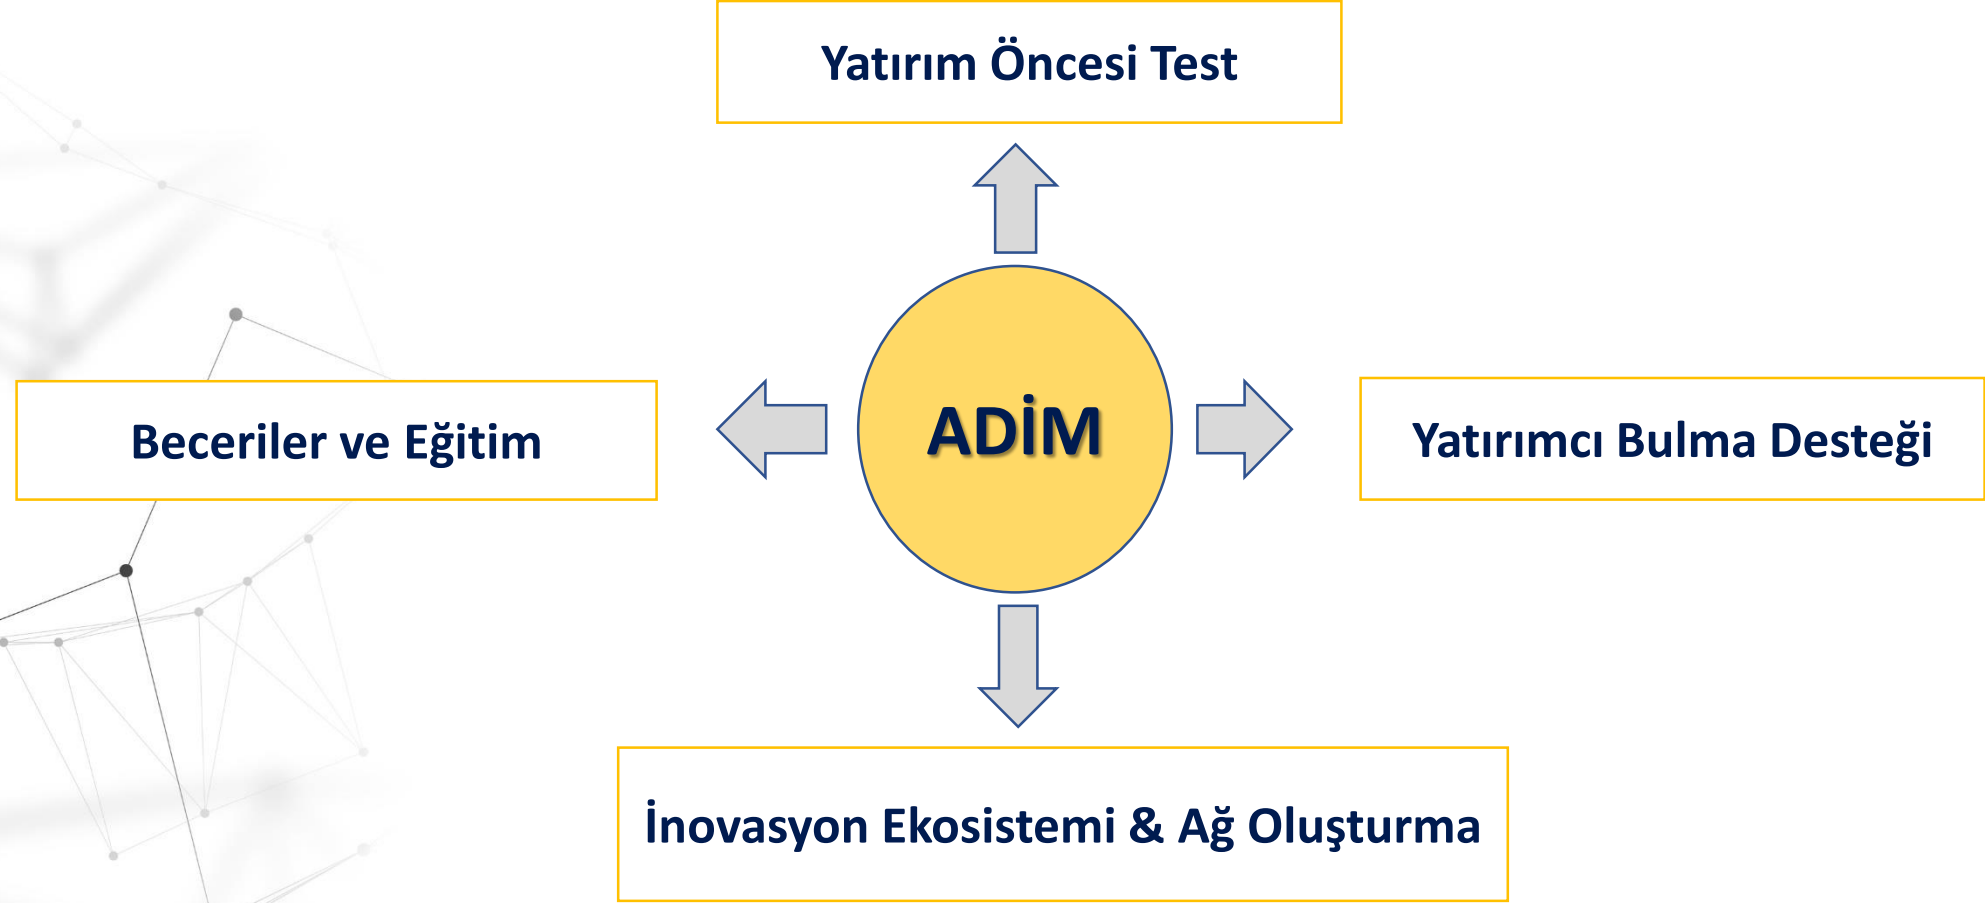 Yatırım Öncesi Test
Beceriler ve Eğitim
ADİM
Yatırımcı Bulma Desteği
İnovasyon Ekosistemi & Ağ Oluşturma